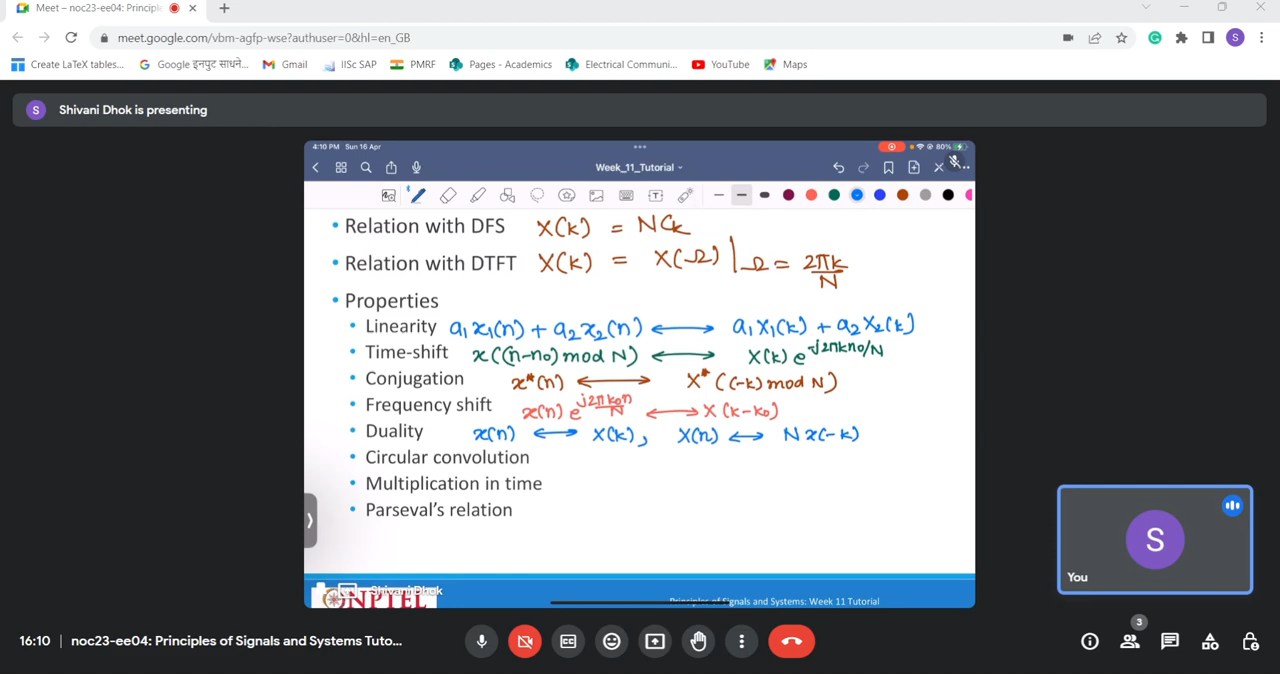 Meet – noc23-ee04: Principle
meet.google.com/vbm-agfp-wse?authuser=0&hl=en_GB
S
Create LaTeX tables... Google इनपुट साधने... Gmail IISc SAP PMRF Pages - Academics Electrical Communi... YouTube Maps
S Shivani Dhok is presenting
4:10 PM Sun 16 Apr 80%
Week_11_Tutorial
• Relation with DFS X(k) = NCk
• Relation with DTFT X(k) = X(Ω)|Ω = 2πk/N
• Properties
• Linearity a1x1(n) + a2x2(n) ⟷ a1X1(k) + a2X2(k)
• Time-shift x((n-n0) mod N) ⟷ X(k) e^-j2πkn0/N
• Conjugation x*(n) ⟷ X*((-k) mod N)
• Frequency shift x(n) e^j2πk0n/N ⟷ X(k-k0)
• Duality x(n) ⟷ X(k), X(n) ⟷ N x(-k)
• Circular convolution
• Multiplication in time
• Parseval's relation
S
You
Shivani Dhok
NPTEL
Principles of Signals and Systems: Week 11 Tutorial
16:10 | noc23-ee04: Principles of Signals and Systems Tuto...
3